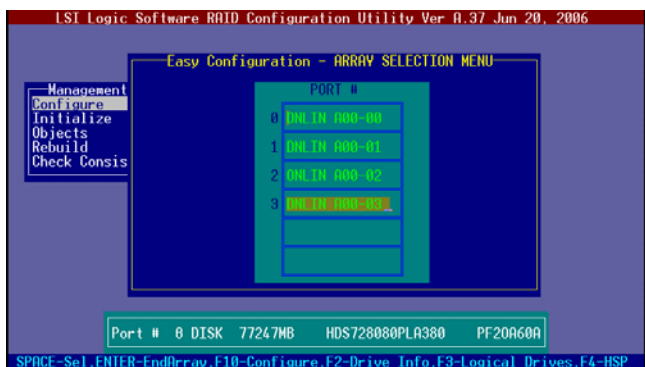 LSI Logic Software RAID Configuration Utility Ver A.37 Jun 20, 2006
Easy Configuration - ARRAY SELECTION MENU
Management
Configure
Initialize
Objects
Rebuild
Check Consis
PORT #
0 ONLIN A00-00
1 ONLIN A00-01
2 ONLIN A00-02
3 ONLIN A00-03
Port # 0 DISK 77247MB HDS728080PLA380 PF2OA60A
SPACE-Sel,ENTER-EndArray,F10-Configure,F2-Drive Info,F3-Logical Drives,F4-HSP